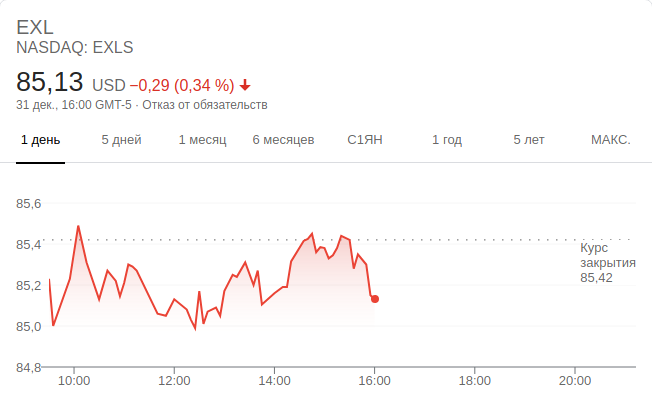 EXL
NASDAQ: EXLS
85,13 USD −0,29 (0,34 %)
31 дек., 16:00 GMT-5 · Отказ от обязательств
1 день 5 дней 1 месяц 6 месяцев С1ЯН 1 год 5 лет МАКС.
85,6
85,4
Курс
закрытия
85,42
85,2
85,0
84,8
10:00 12:00 14:00 16:00 18:00 20:00